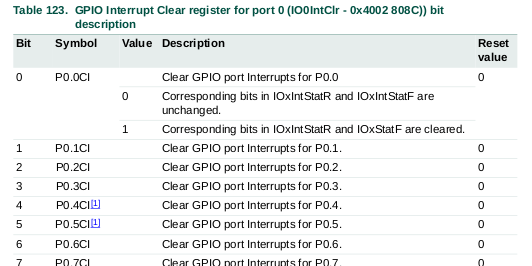 Table 123. GPIO Interrupt Clear register for port 0 (IO0IntClr - 0x4002 808C)) bit
description
Bit Symbol Value Description Reset
value
0 P0.0CI Clear GPIO port Interrupts for P0.0 0
0 Corresponding bits in IOxIntStatR and IOxIntStatF are
unchanged.
1 Corresponding bits in IOxIntStatR and IOxStatF are cleared.
1 P0.1CI Clear GPIO port Interrupts for P0.1. 0
2 P0.2CI Clear GPIO port Interrupts for P0.2. 0
3 P0.3CI Clear GPIO port Interrupts for P0.3. 0
4 P0.4CI[1] Clear GPIO port Interrupts for P0.4. 0
5 P0.5CI[1] Clear GPIO port Interrupts for P0.5. 0
6 P0.6CI Clear GPIO port Interrupts for P0.6. 0
7 P0.7CI Clear GPIO port Interrupts for P0.7. 0